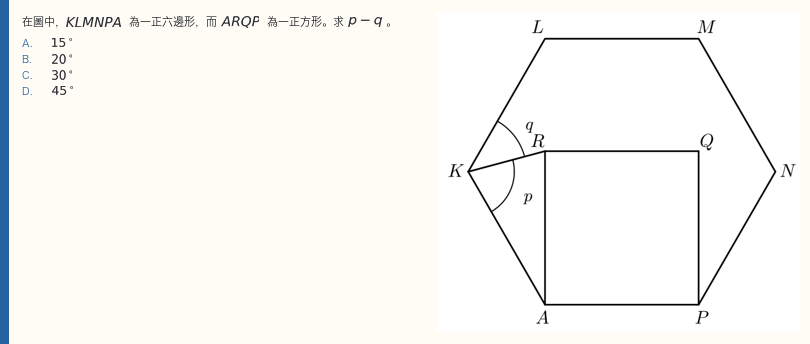 在圖中，KLMNPA 為一正六邊形，而 ARQP 為一正方形。求 p − q 。
A. 15°
B. 20°
C. 30°
D. 45°
L M
q
R Q
K N
p
A P